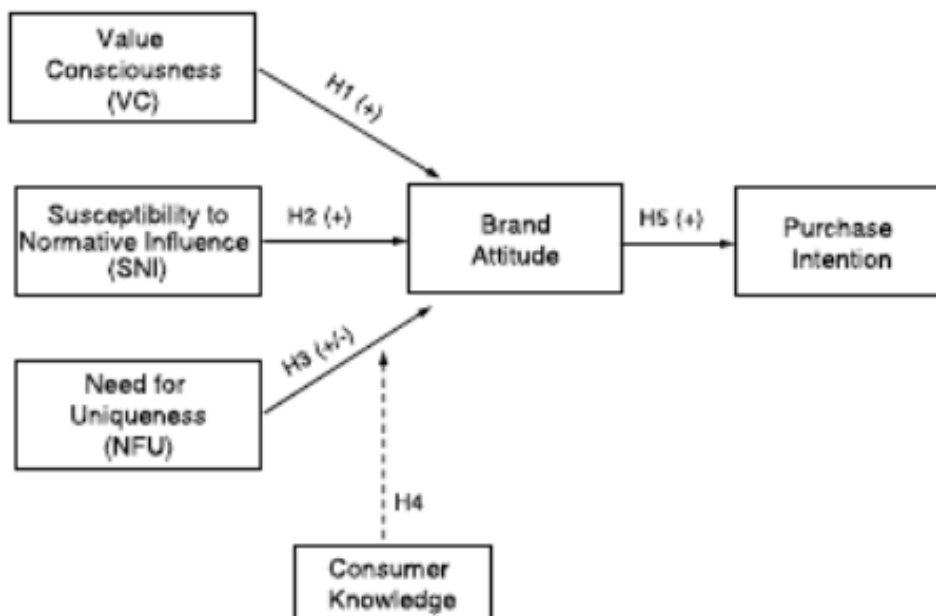 Value
Consciousness
(VC)
H1 (+)
Susceptibility to
Normative Influence
(SNI)
H2 (+)
Brand
Attitude
H5 (+)
Purchase
Intention
Need for
Uniqueness
(NFU)
H3 (+/-)
H4
Consumer
Knowledge